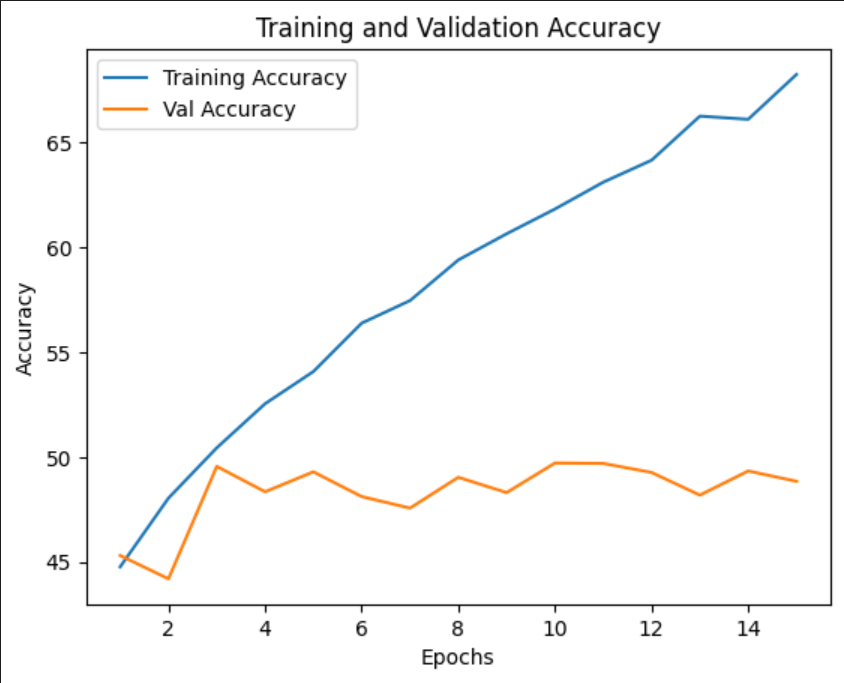 Training and Validation Accuracy
Training Accuracy
Val Accuracy
65
60
55
50
45
Accuracy
2 4 6 8 10 12 14
Epochs